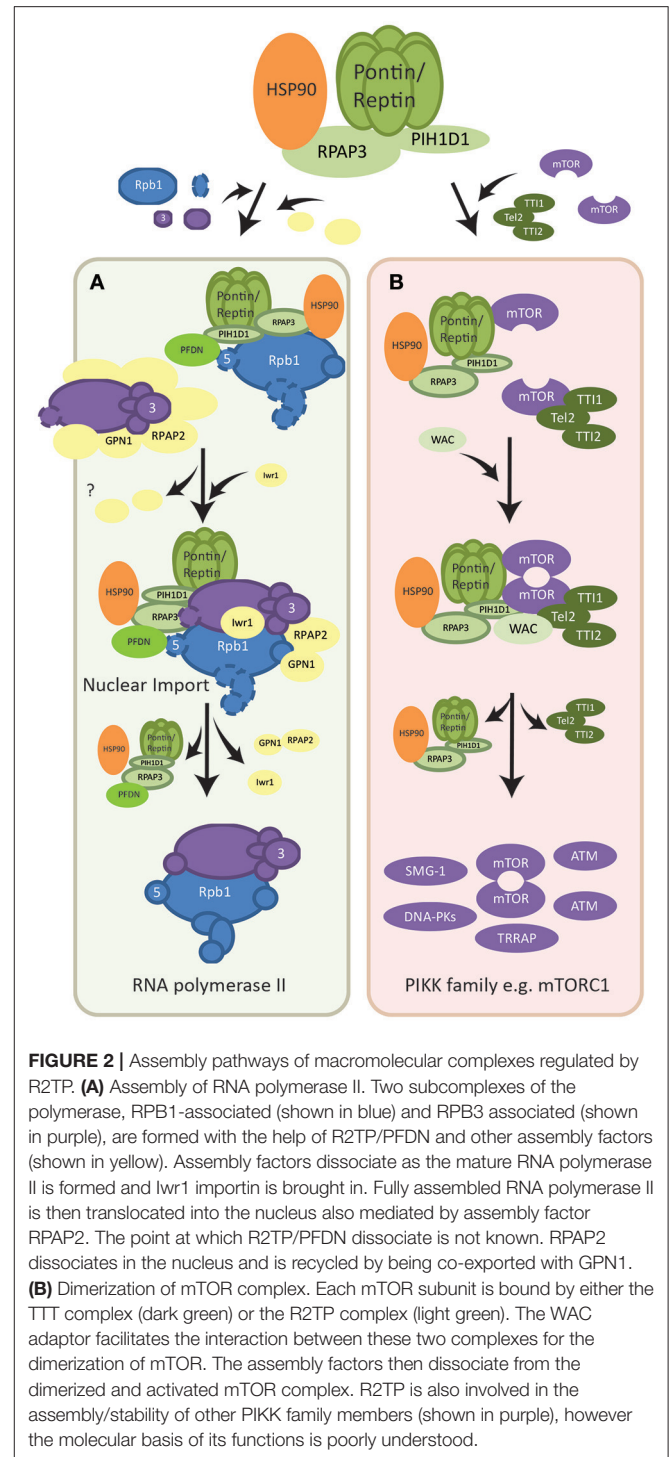 HSP90
Pontin/
Reptin
RPAP3
PIH1D1
Rpb1
3
mTOR
TTI1
Tel2
TTI2
mTOR
A
Pontin/
Reptin
HSP90
RPAP3
PIH1D1
PFDN
5
Rpb1
3
GPN1
RPAP2
?
Iwr1
Pontin/
Reptin
HSP90
PIH1D1
RPAP3
3
Iwr1
RPAP2
PFDN
5
Rpb1
GPN1
Nuclear Import
Pontin/
Reptin
HSP90
PIH1D1
RPAP3
PFDN
GPN1
RPAP2
Iwr1
3
5
Rpb1
RNA polymerase II
B
Pontin/
Reptin
mTOR
HSP90
PIH1D1
RPAP3
mTOR
TTI1
Tel2
TTI2
WAC
Pontin/
Reptin
mTOR
HSP90
mTOR
TTI1
PIH1D1
Tel2
RPAP3
WAC
TTI2
Pontin/
Reptin
HSP90
PIH1D1
RPAP3
TTI1
Tel2
TTI2
SMG-1
mTOR
ATM
mTOR
DNA-PKs
ATM
TRRAP
PIKK family e.g. mTORC1
FIGURE 2 | Assembly pathways of macromolecular complexes regulated by
R2TP. (A) Assembly of RNA polymerase II. Two subcomplexes of the
polymerase, RPB1-associated (shown in blue) and RPB3 associated (shown
in purple), are formed with the help of R2TP/PFDN and other assembly factors
(shown in yellow). Assembly factors dissociate as the mature RNA polymerase
II is formed and Iwr1 importin is brought in. Fully assembled RNA polymerase II
is then translocated into the nucleus also mediated by assembly factor
RPAP2. The point at which R2TP/PFDN dissociate is not known. RPAP2
dissociates in the nucleus and is recycled by being co-exported with GPN1.
(B) Dimerization of mTOR complex. Each mTOR subunit is bound by either the
TTT complex (dark green) or the R2TP complex (light green). The WAC
adaptor facilitates the interaction between these two complexes for the
dimerization of mTOR. The assembly factors then dissociate from the
dimerized and activated mTOR complex. R2TP is also involved in the
assembly/stability of other PIKK family members (shown in purple), however
the molecular basis of its functions is poorly understood.